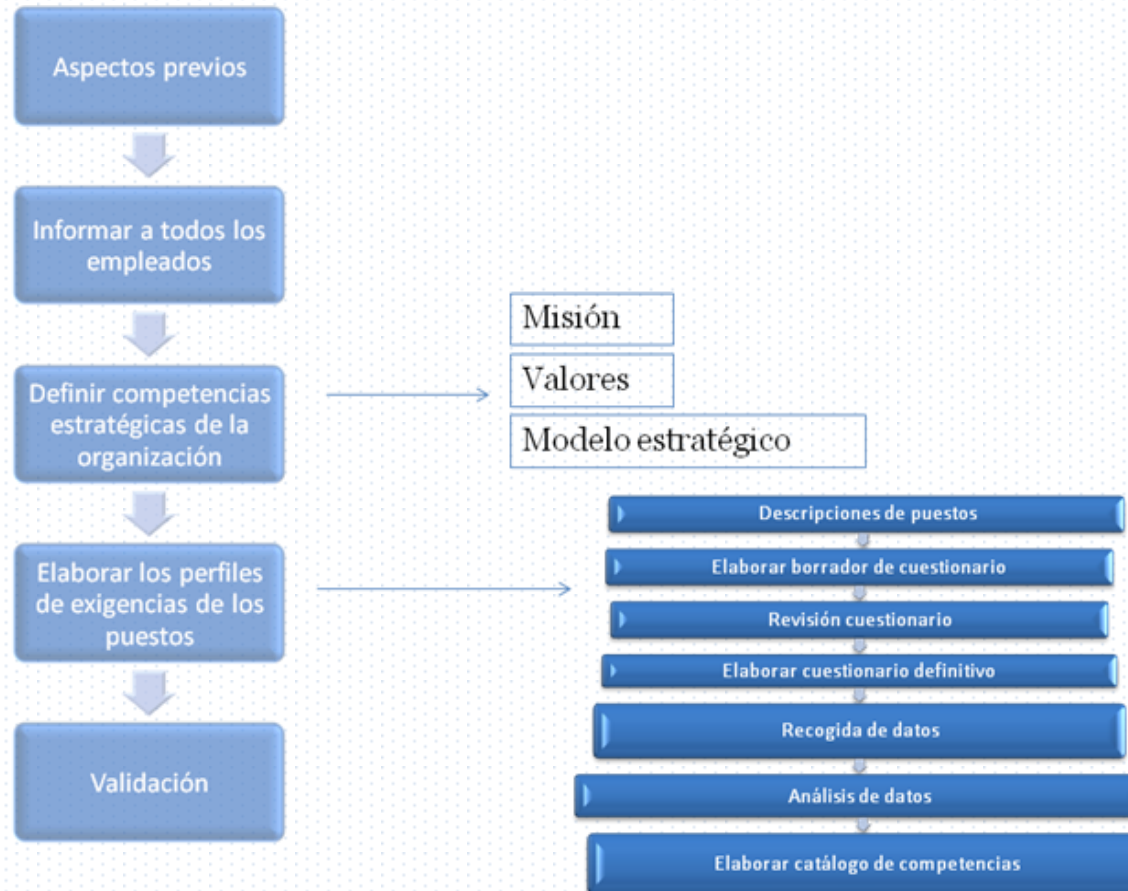 Aspectos previos
Informar a todos los
empleados
Definir competencias
estratégicas de la
organización
Misión
Valores
Modelo estratégico
Elaborar los perfiles
de exigencias de los
puestos
Descripciones de puestos
Elaborar borrador de cuestionario
Revisión cuestionario
Elaborar cuestionario definitivo
Recogida de datos
Análisis de datos
Elaborar catálogo de competencias
Validación